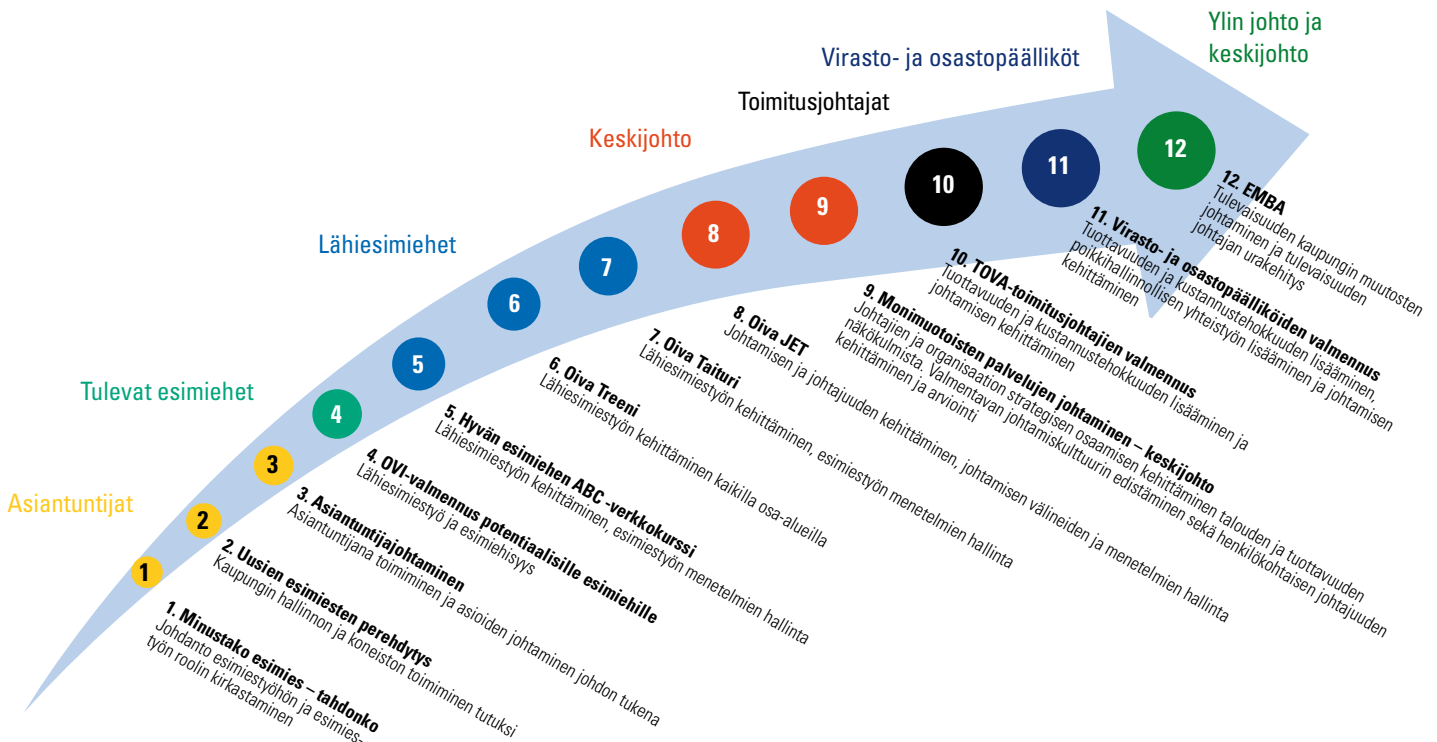 Ylin johto ja
keskijohto
Virasto- ja osastopäälliköt
Toimitusjohtajat
Keskijohto
Lähiesimiehet
Tulevat esimiehet
Asiantuntijat
1
2
3
4
5
6
7
8
9
10
11
12
1. Minustako esimies – tahdonko
Johdanto esimiestyöhön ja esimies-
työn roolin kirkastaminen
2. Uusien esimiesten perehdytys
Kaupungin hallinnon ja koneiston toimiminen tutuksi
3. Asiantuntijajohtaminen
Asiantuntijana toimiminen ja asioiden johtaminen johdon tukena
4. OVI-valmennus potentiaalisille esimiehille
Lähiesimiestyö ja esimiehisyys
5. Hyvän esimiehen ABC -verkkokurssi
Lähiesimiestyön kehittäminen, esimiestyön menetelmien hallinta
6. Oiva Treeni
Lähiesimiestyön kehittäminen kaikilla osa-alueilla
7. Oiva Taituri
Lähiesimiestyön kehittäminen, esimiestyön menetelmien hallinta
8. Oiva JET
Johtamisen ja johtajuuden kehittäminen, johtamisen välineiden ja menetelmien hallinta
9. Monimuotoisten palvelujen johtaminen – keskijohto
Johtajien ja organisaation strategisen osaamisen kehittäminen talouden ja tuottavuuden
näkökulmista. Valmentavan johtamiskulttuurin edistäminen sekä henkilökohtaisen johtajuuden
kehittäminen ja arviointi
10. TOVA-toimitusjohtajien valmennus
Tuottavuuden ja kustannustehokkuuden lisääminen ja
johtamisen kehittäminen
11. Virasto- ja osastopäälliköiden valmennus
Tuottavuuden ja kustannustehokkuuden lisääminen,
poikkihallinnollisen yhteistyön lisääminen ja johtamisen
kehittäminen
12. EMBA
Tulevaisuuden kaupungin muutosten
johtaminen ja tulevaisuuden
johtajan urakehitys